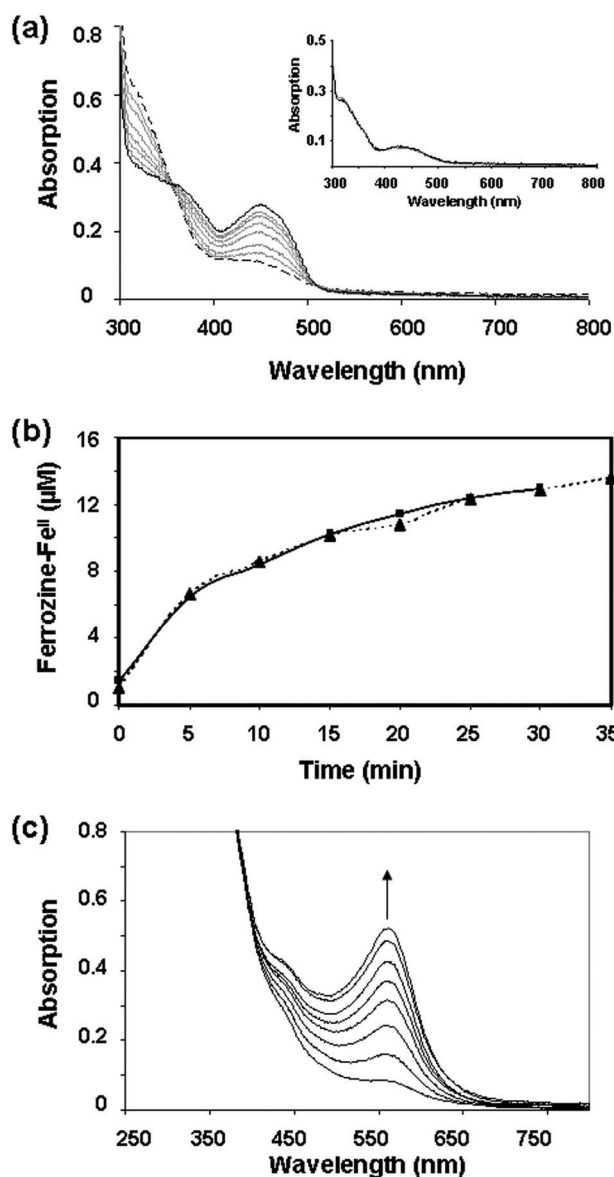 (a)
0.8
0.6
0.4
0.2
0
Absorption
300 400 500 600 700 800
Wavelength (nm)
0.5
0.3
0.1
Absorption
300 400 500 600 700 800
Wavelength (nm)
(b)
16
12
8
4
0
Ferrozine-Feᴵᴵ (µM)
0 5 10 15 20 25 30 35
Time (min)
(c)
0.8
0.6
0.4
0.2
0
Absorption
250 350 450 550 650 750
Wavelength (nm)